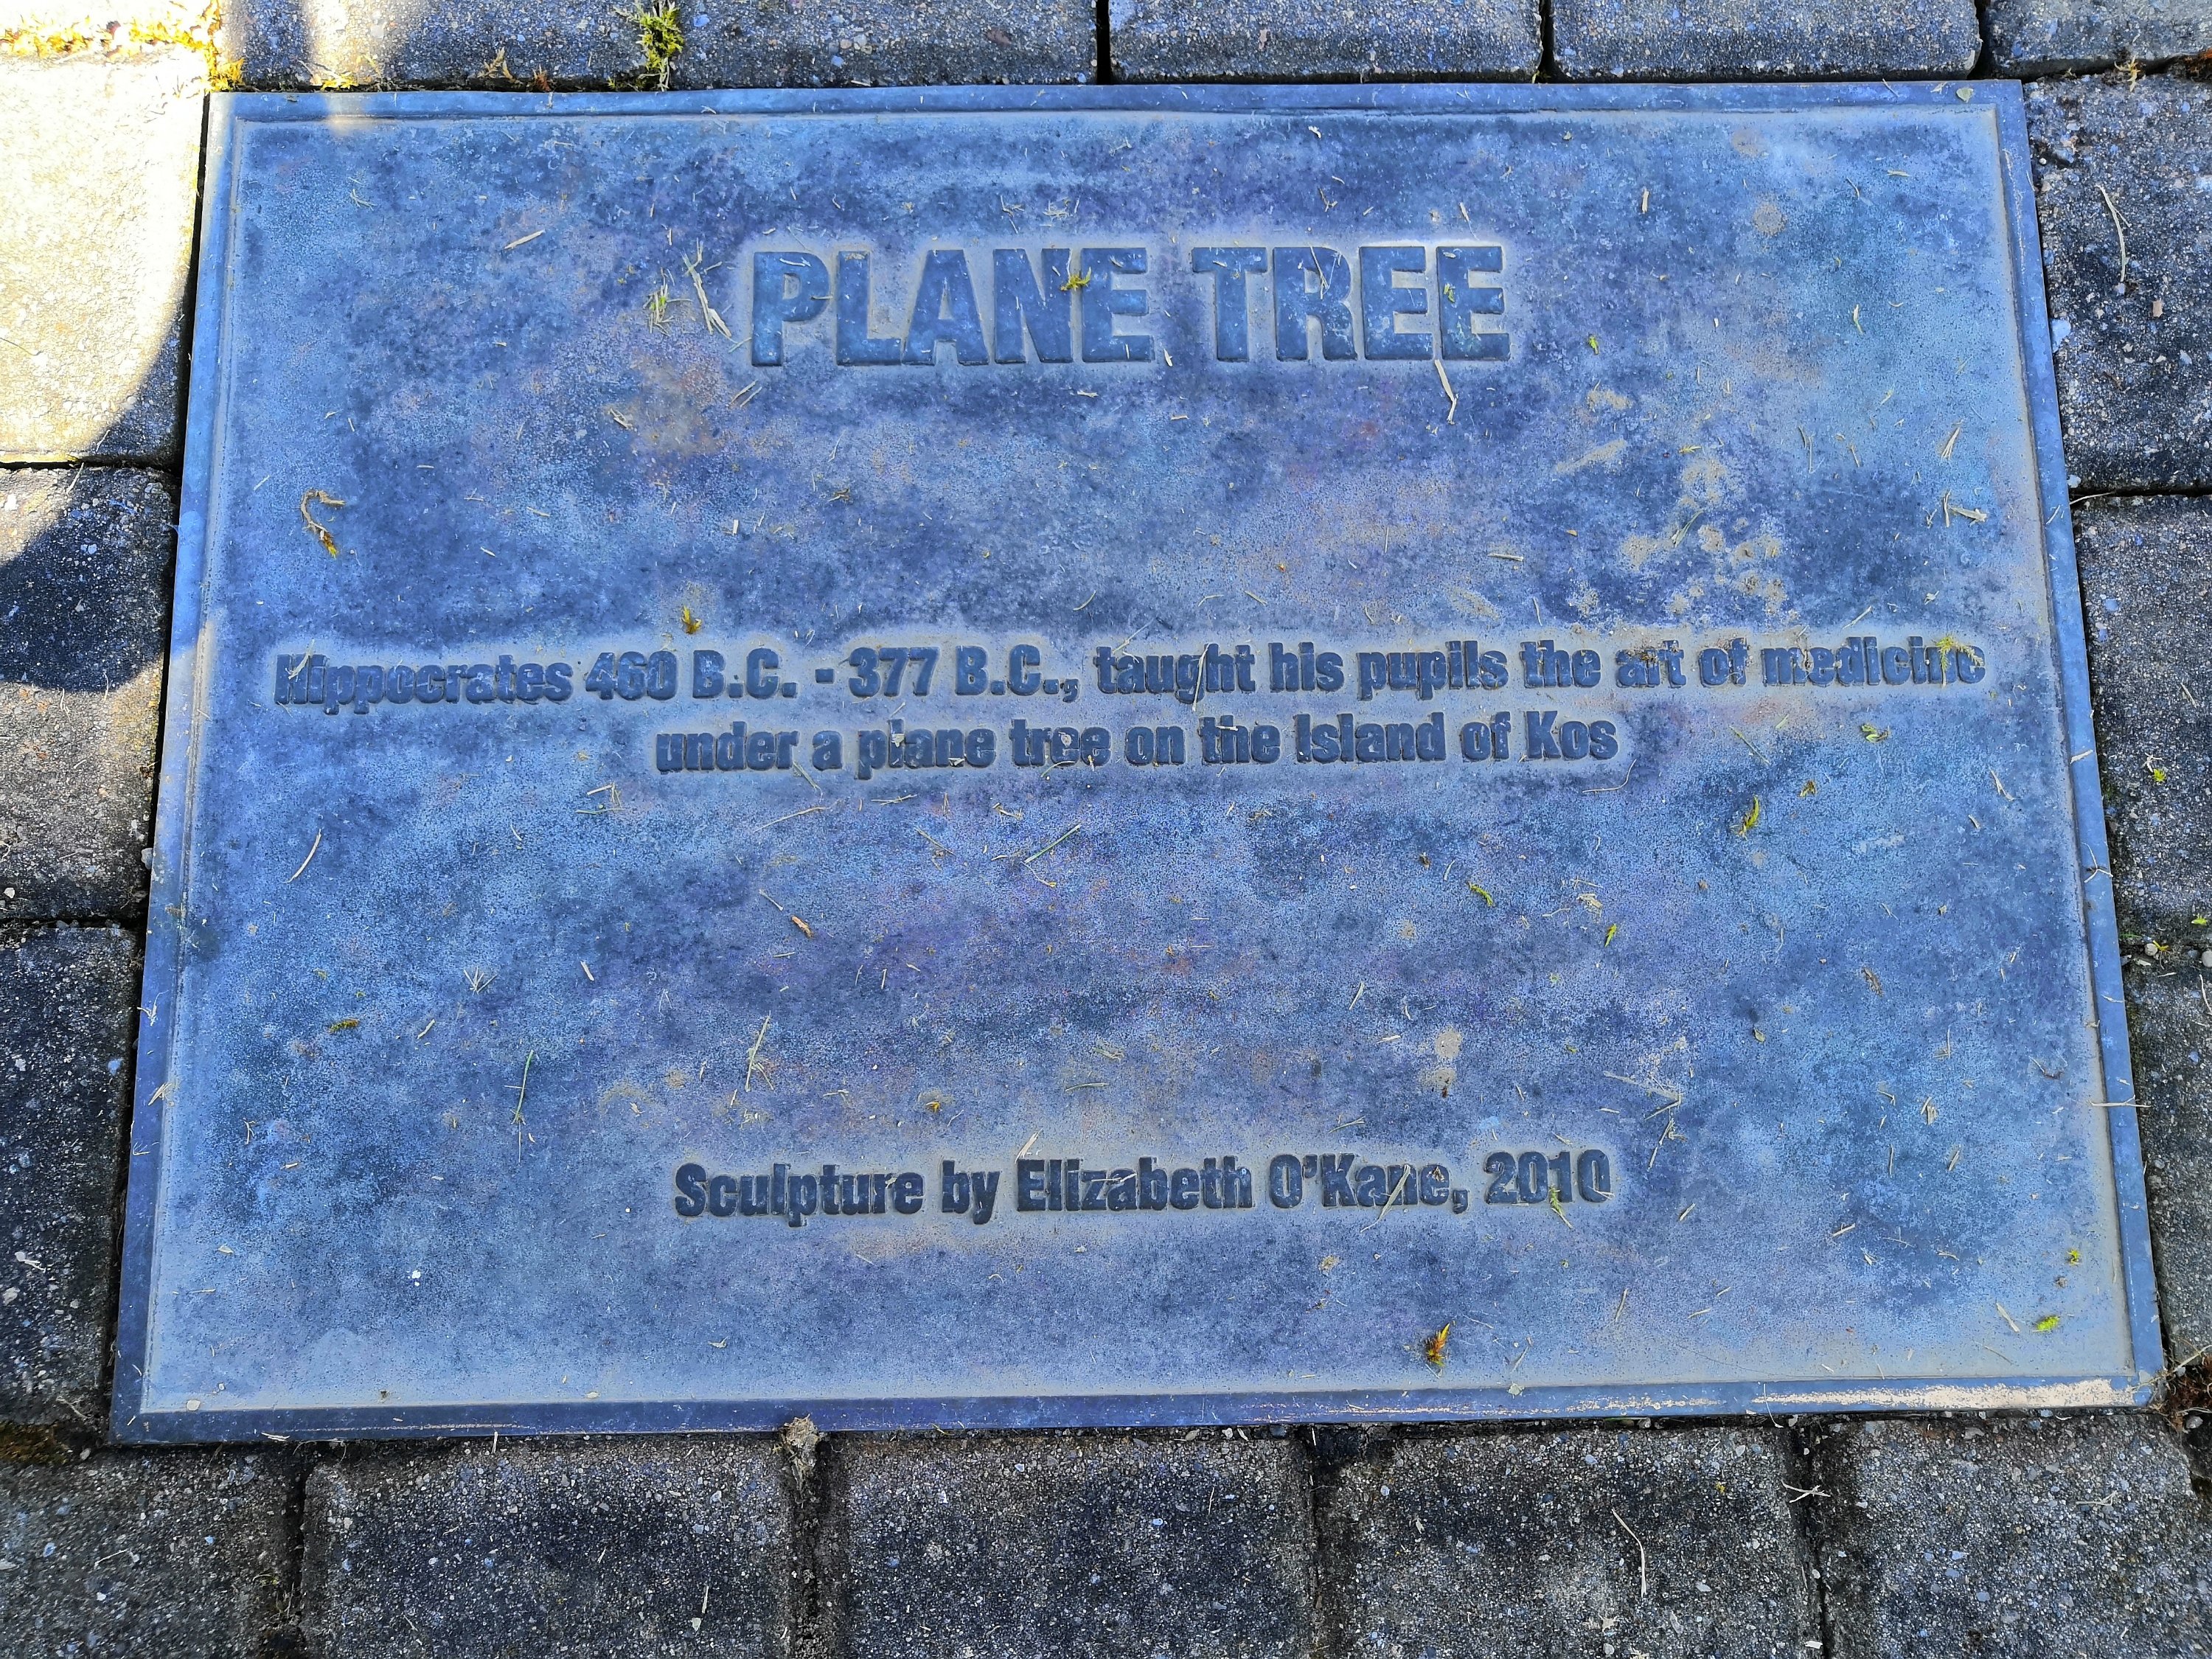 PLANE TREE
Hippocrates 460 B.C. - 377 B.C., taught his pupils the art of medicine
under a plane tree on the Island of Kos
Sculpture by Elizabeth O'Kane, 2010